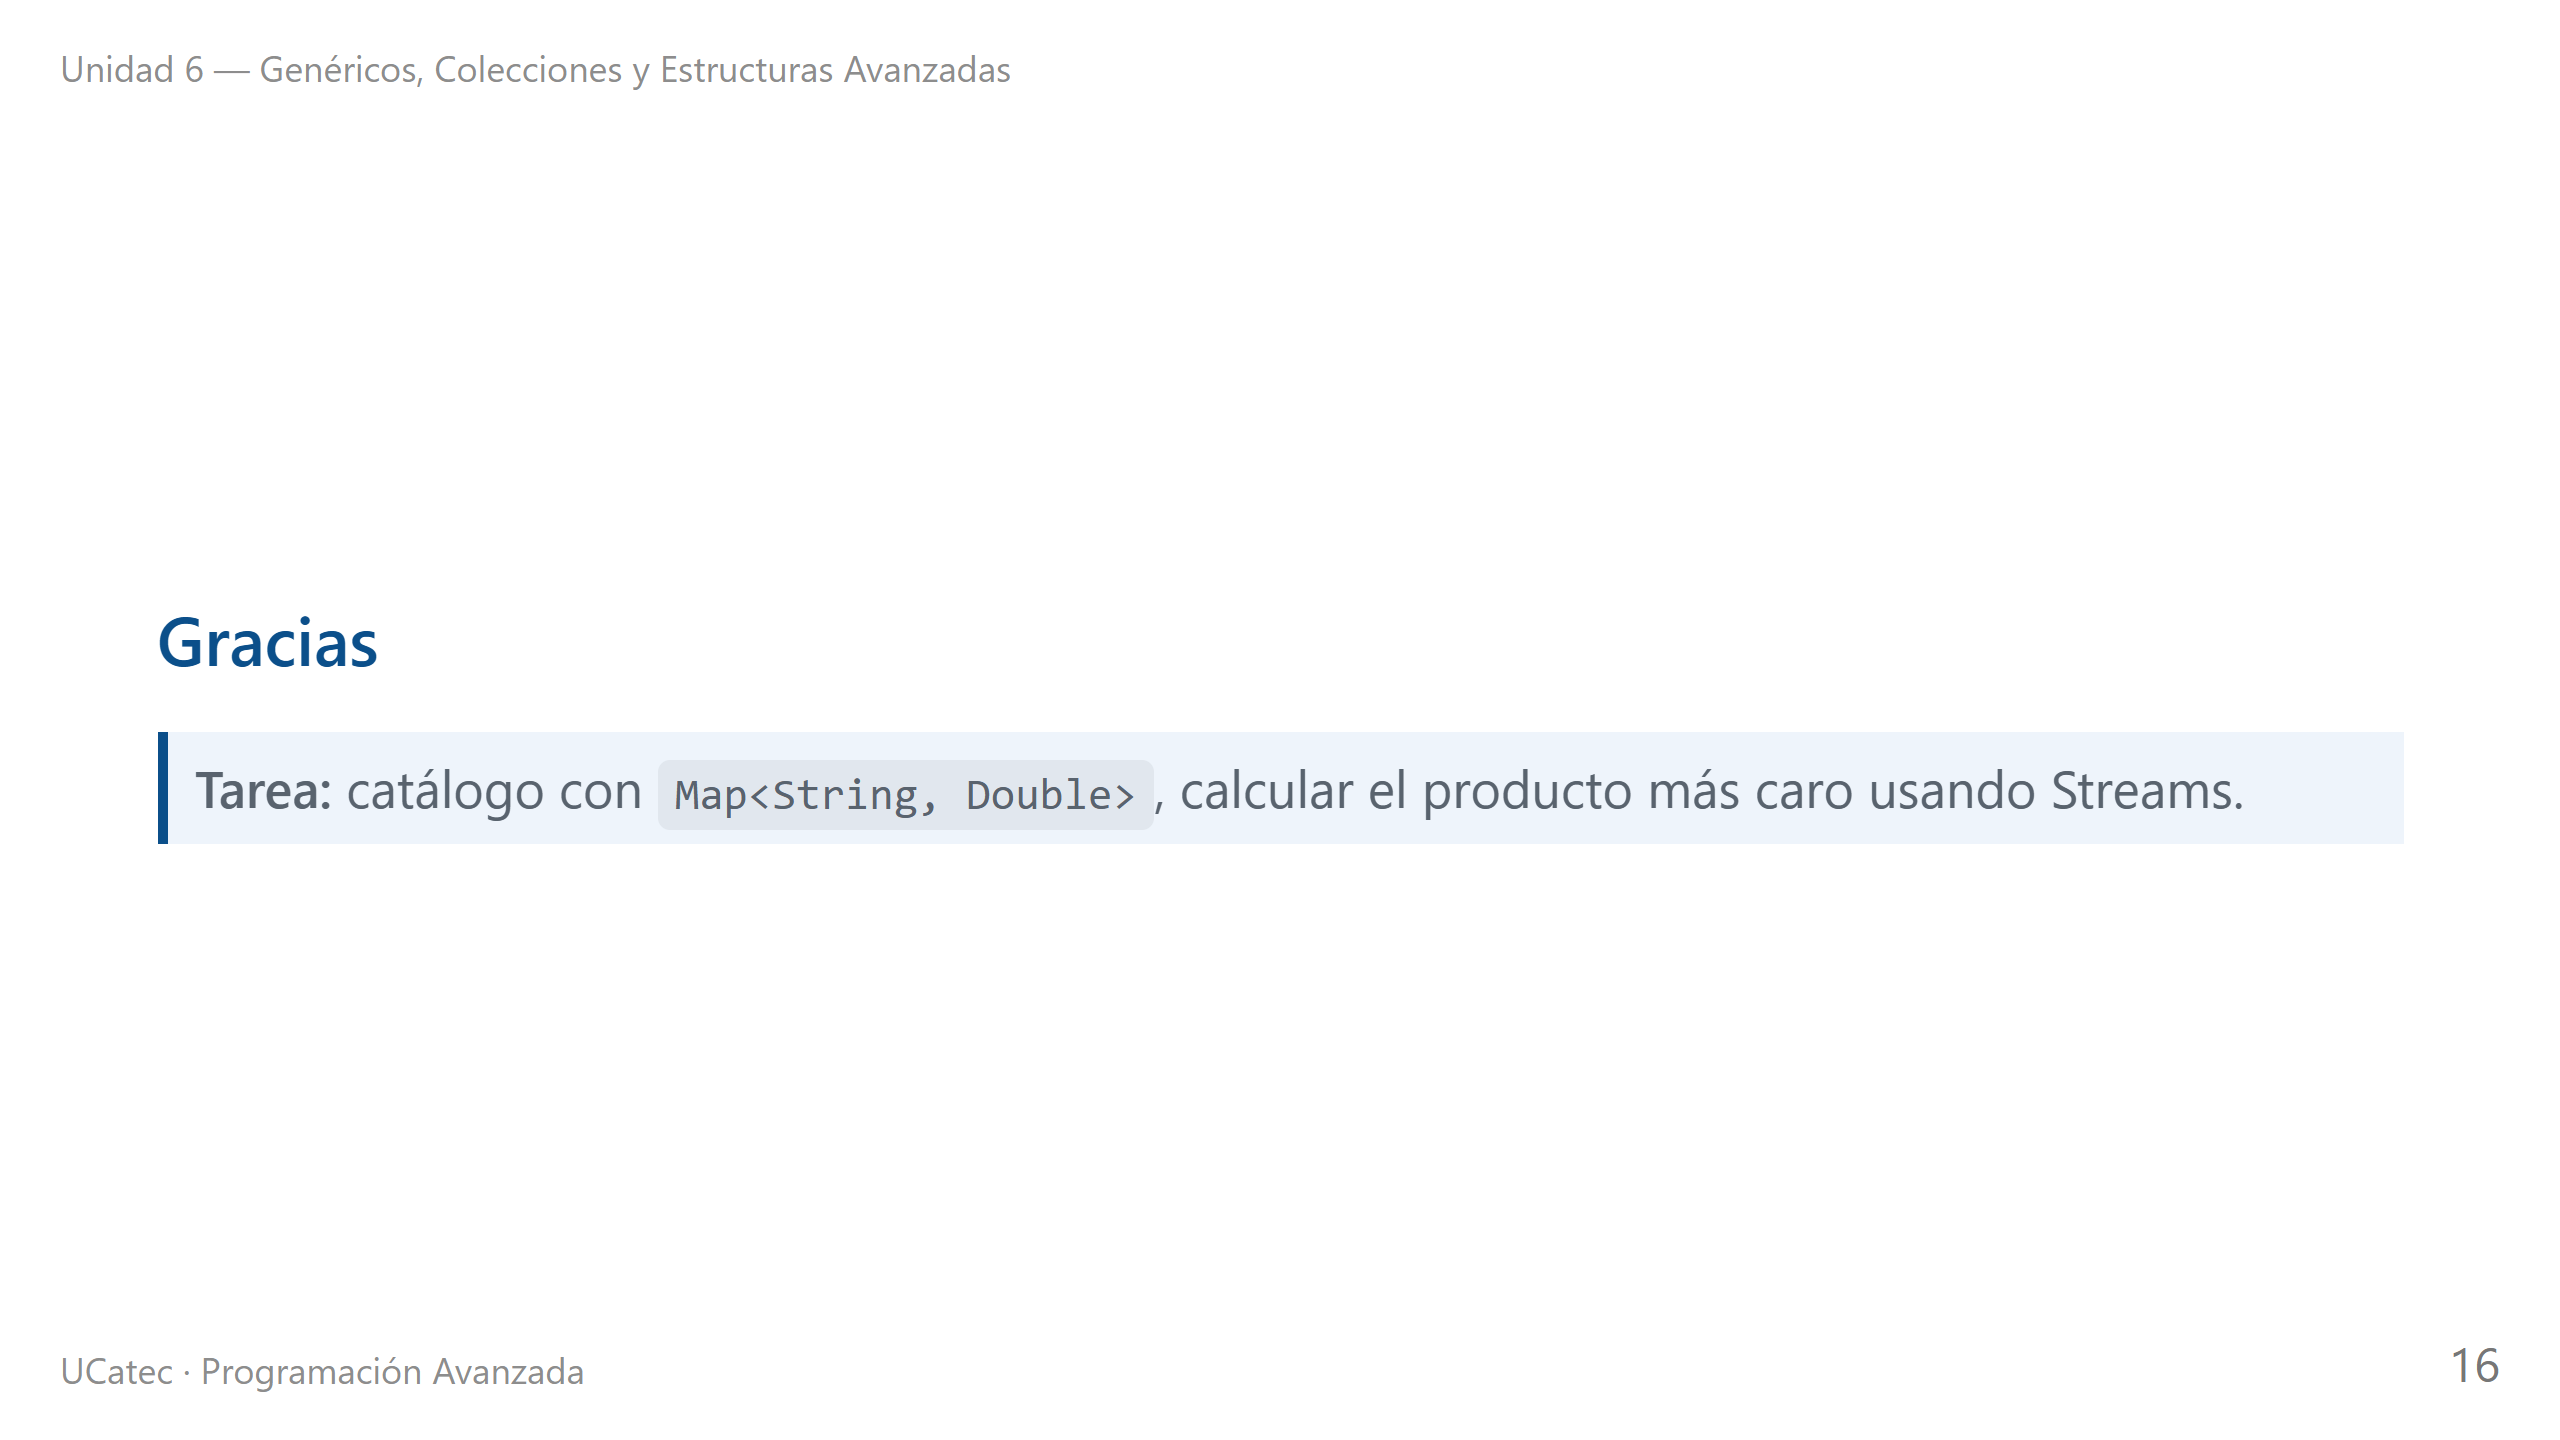 Unidad 6 — Genéricos, Colecciones y Estructuras Avanzadas
Gracias
Tarea: catálogo con Map<String, Double>, calcular el producto más caro usando Streams.
UCatec · Programación Avanzada
16